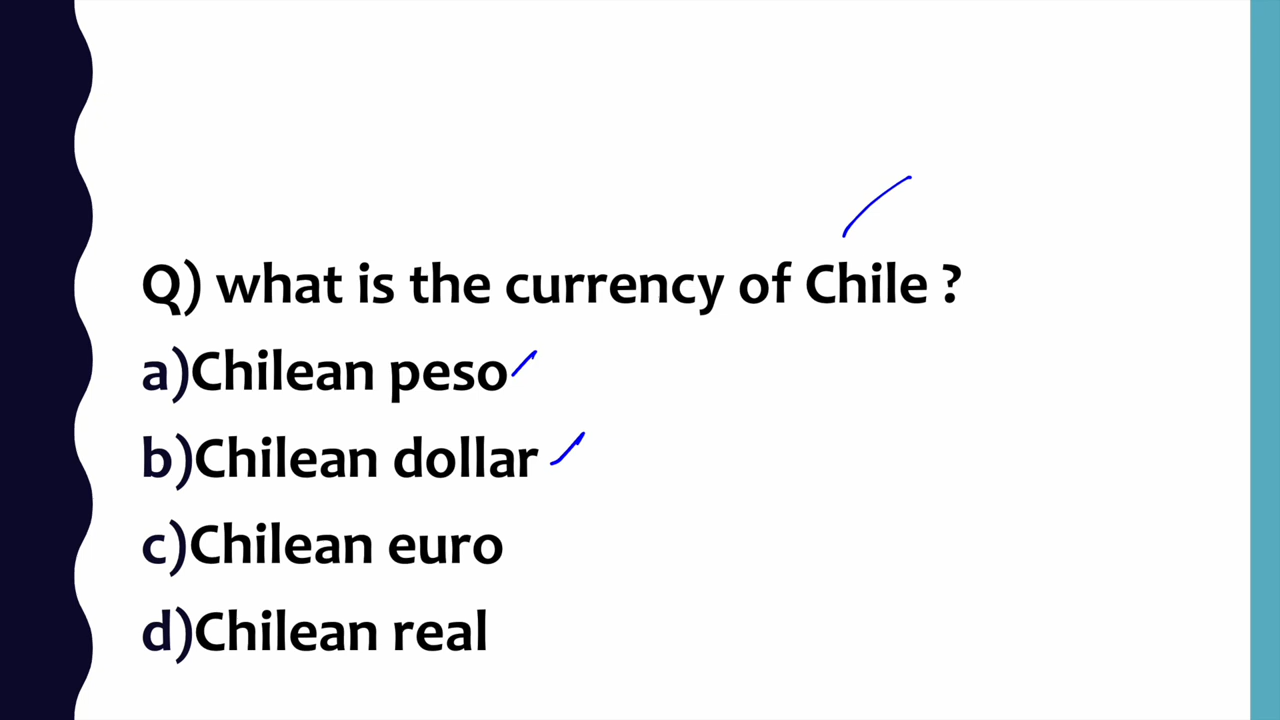 Q) what is the currency of Chile ?
a)Chilean peso
b)Chilean dollar
c)Chilean euro
d)Chilean real